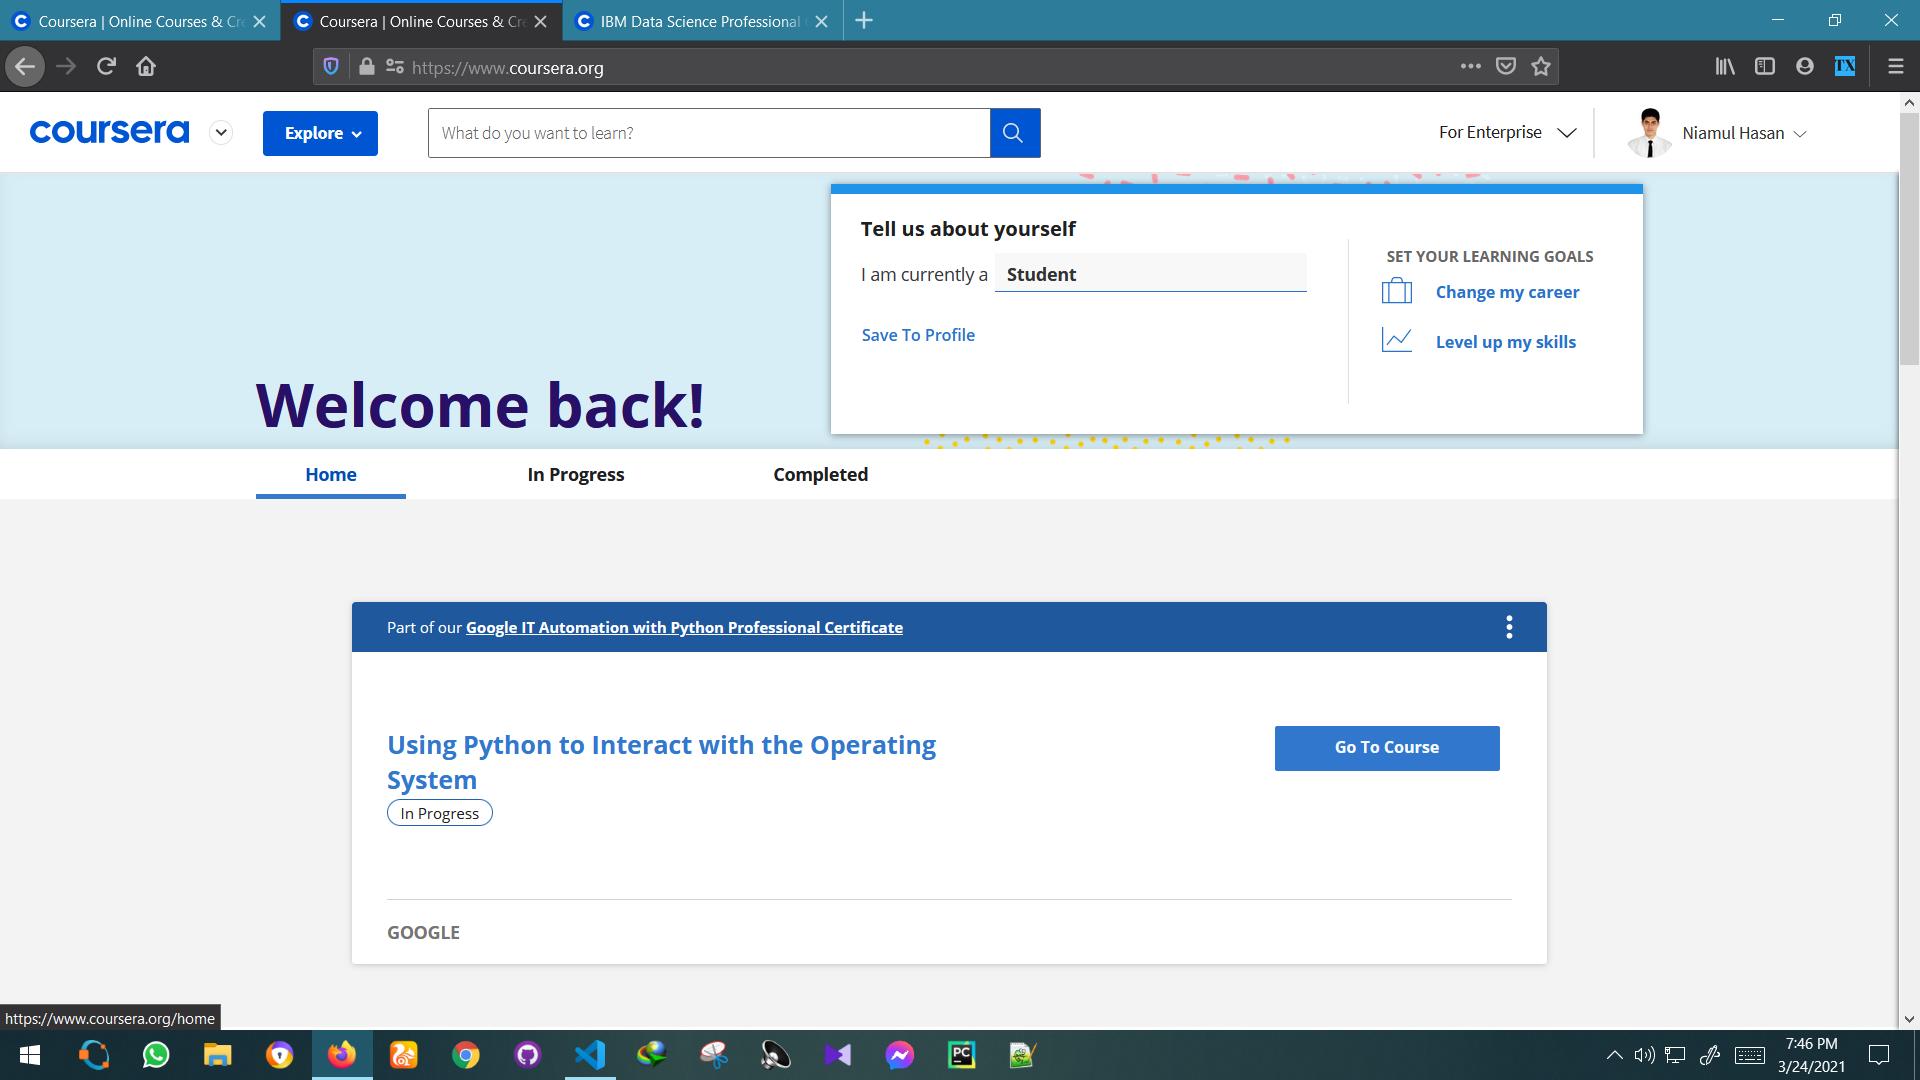 Coursera | Online Courses & Cre
Coursera | Online Courses & Cre
IBM Data Science Professional
https://www.coursera.org
TX
coursera
Explore
What do you want to learn?
For Enterprise
Niamul Hasan
Tell us about yourself
I am currently a Student
Save To Profile
SET YOUR LEARNING GOALS
Change my career
Level up my skills
Welcome back!
Home
In Progress
Completed
Part of our Google IT Automation with Python Professional Certificate
Using Python to Interact with the Operating
System
In Progress
Go To Course
GOOGLE
https://www.coursera.org/home
PC
7:46 PM
3/24/2021